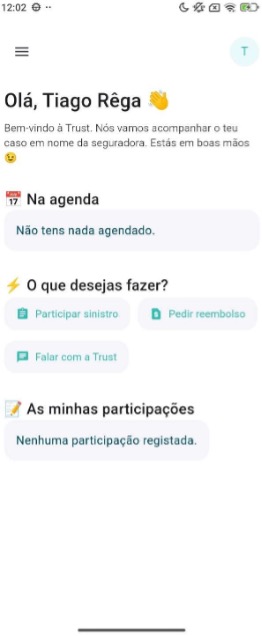 12:02
T
Olá, Tiago Rêga 👋
Bem-vindo à Trust. Nós vamos acompanhar o teu
caso em nome da seguradora. Estás em boas mãos
😉
📅 Na agenda
Não tens nada agendado.
⚡ O que desejas fazer?
Participar sinistro
Pedir reembolso
Falar com a Trust
📝 As minhas participações
Nenhuma participação registada.